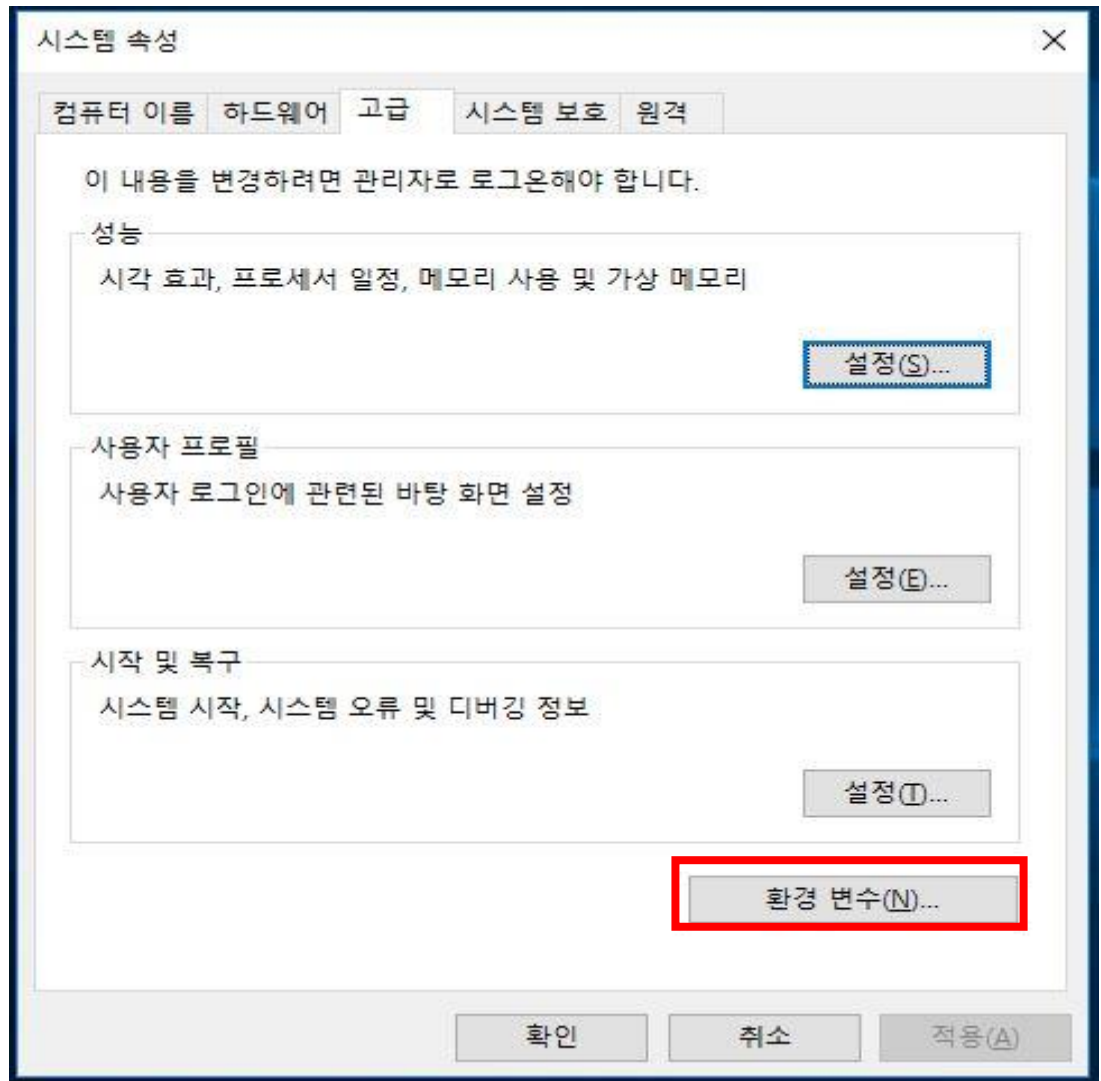 시스템 속성
컴퓨터 이름 하드웨어 고급 시스템 보호 원격
이 내용을 변경하려면 관리자로 로그온해야 합니다.
성능
시각 효과, 프로세서 일정, 메모리 사용 및 가상 메모리
설정(S)...
사용자 프로필
사용자 로그인에 관련된 바탕 화면 설정
설정(E)...
시작 및 복구
시스템 시작, 시스템 오류 및 디버깅 정보
설정(T)...
환경 변수(N)...
확인 취소 적용(A)